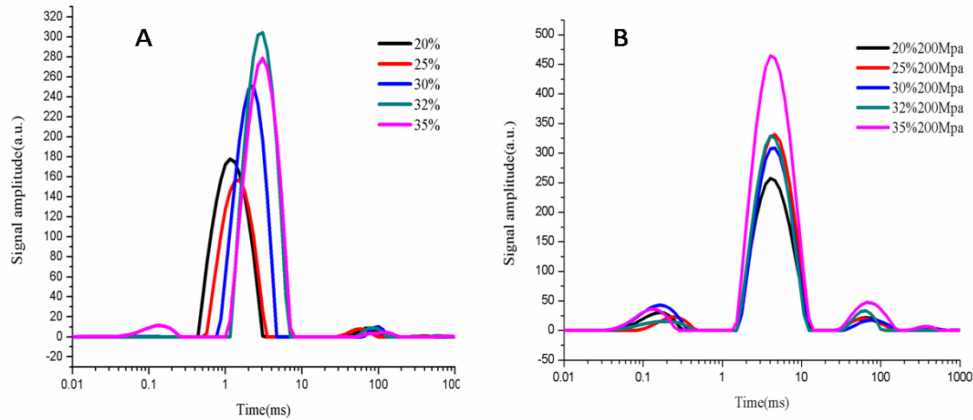 A
320
300
280
260
240
220
200
180
160
140
120
100
80
60
40
20
0
-20
Signal amplitude(a.u.)
20%
25%
30%
32%
35%
0.01 0.1 1 10 100 100
Time(ms)
B
500
450
400
350
300
250
200
150
100
50
0
50
Signal amplitude(a.u.)
20%200Mpa
25%200Mpa
30%200Mpa
32%200Mpa
35%200Mpa
0.01 0.1 1 10 100 1000
Time(ms)